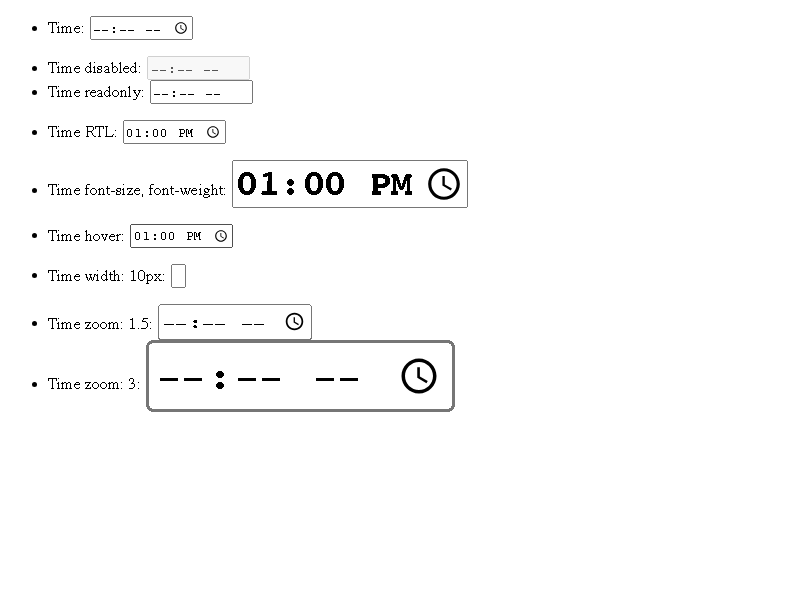 Time: --:-- --
Time disabled: --:-- --
Time readonly: --:-- --
Time RTL: 01:00 PM
Time font-size, font-weight: 01:00 PM
Time hover: 01:00 PM
Time width: 10px:
Time zoom: 1.5: --:-- --
Time zoom: 3: --:-- --